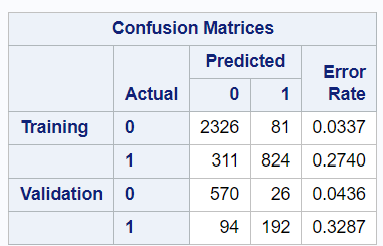 Confusion Matrices
Predicted Error
Actual 0 1 Rate
Training 0 2326 81 0.0337
1 311 824 0.2740
Validation 0 570 26 0.0436
1 94 192 0.3287